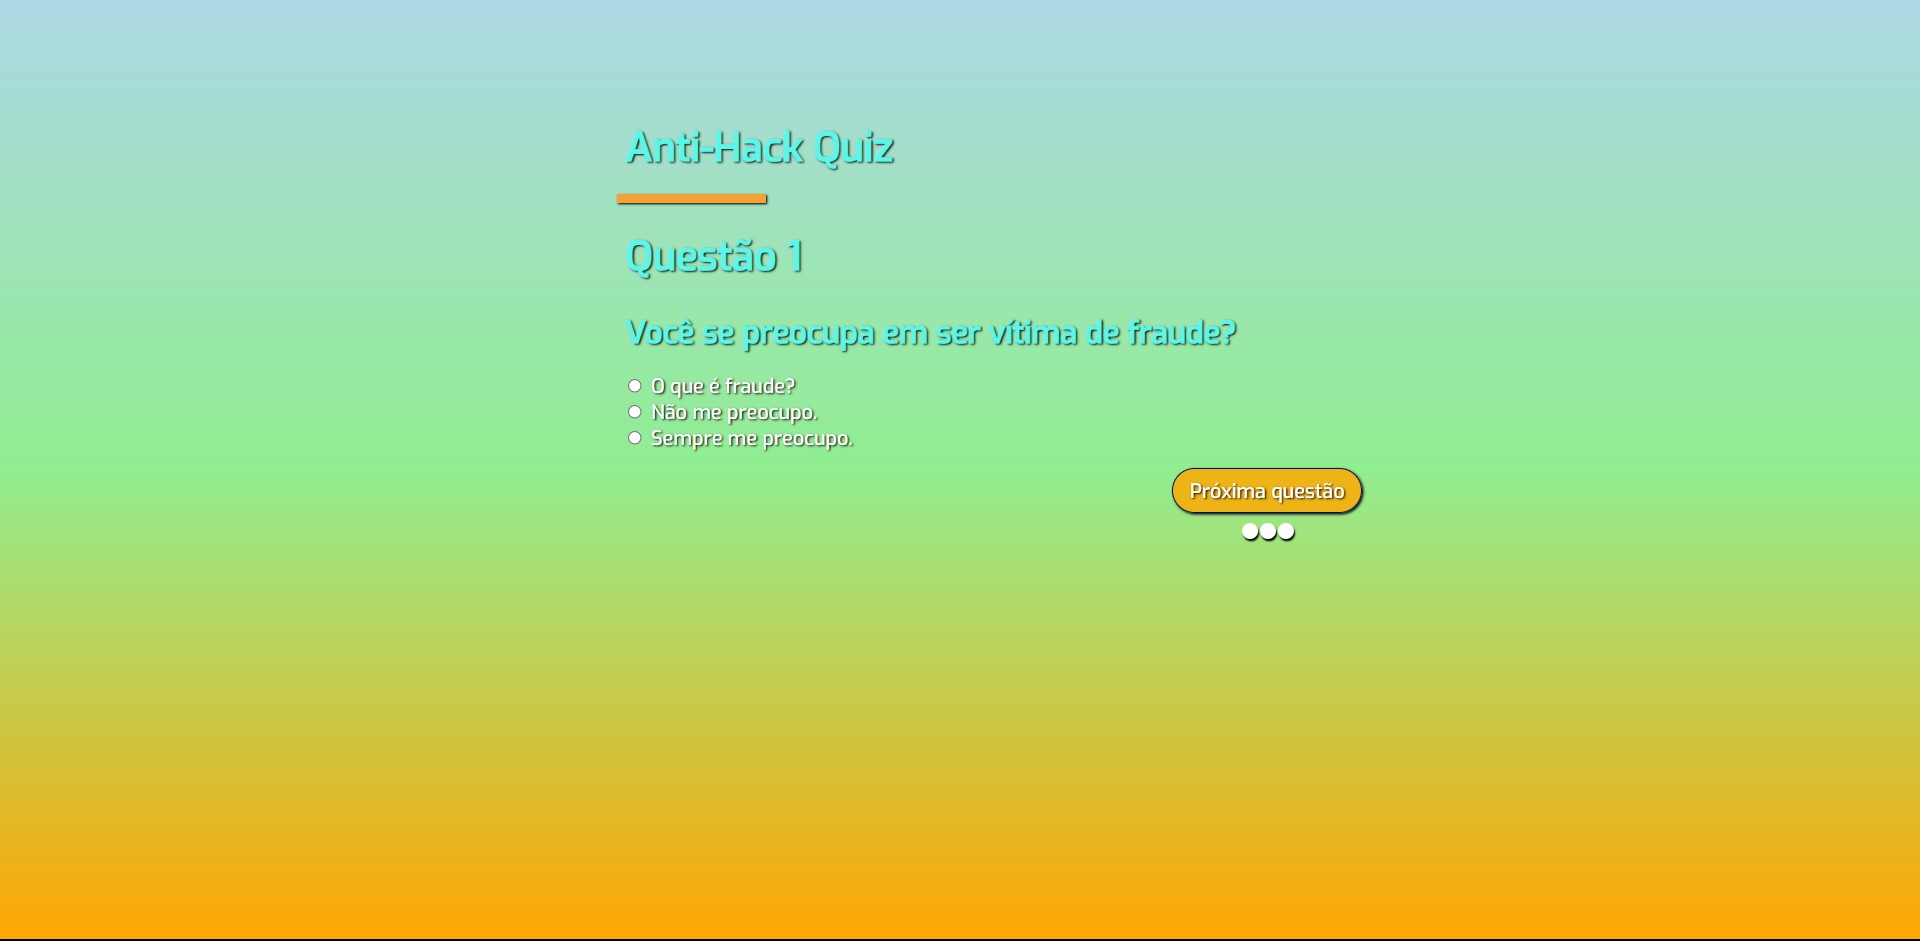 Anti-Hack Quiz
Questão 1
Você se preocupa em ser vítima de fraude?
O que é fraude?
Não me preocupo.
Sempre me preocupo.
Próxima questão